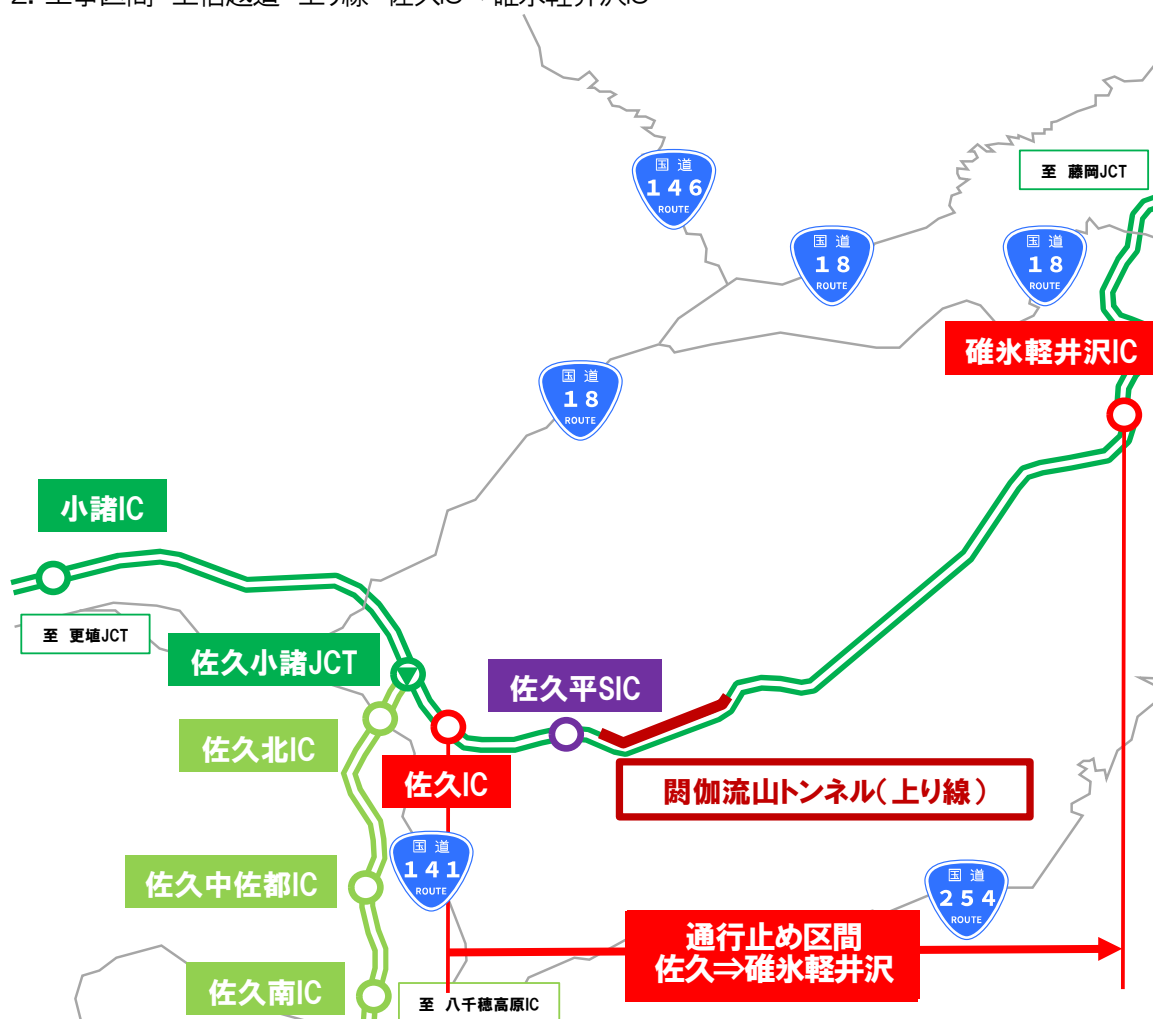 国道
146
ROUTE
至 藤岡JCT
国道
18
ROUTE
国道
18
ROUTE
碓氷軽井沢IC
国道
18
ROUTE
小諸IC
至 更埴JCT
佐久小諸JCT
佐久平SIC
佐久北IC
佐久IC
閼伽流山トンネル(上り線)
国道
141
ROUTE
佐久中佐都IC
国道
254
ROUTE
通行止め区間
佐久⇒碓氷軽井沢
佐久南IC
至 八千穂高原IC